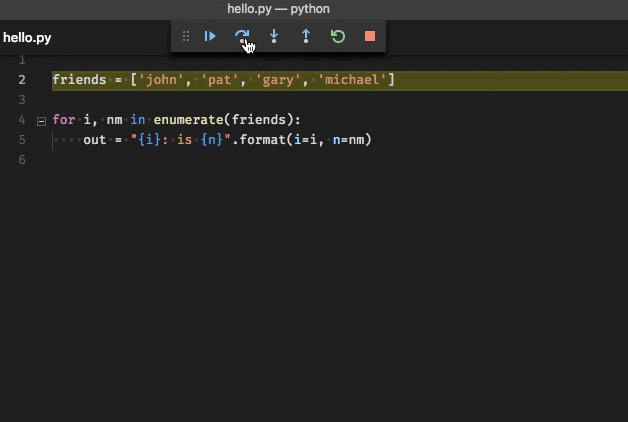 hello.py — python
hello.py
1
2 friends = ['john', 'pat', 'gary', 'michael']
3
4 for i, nm in enumerate(friends):
5     out = "{i}: is {n}".format(i=i, n=nm)
6